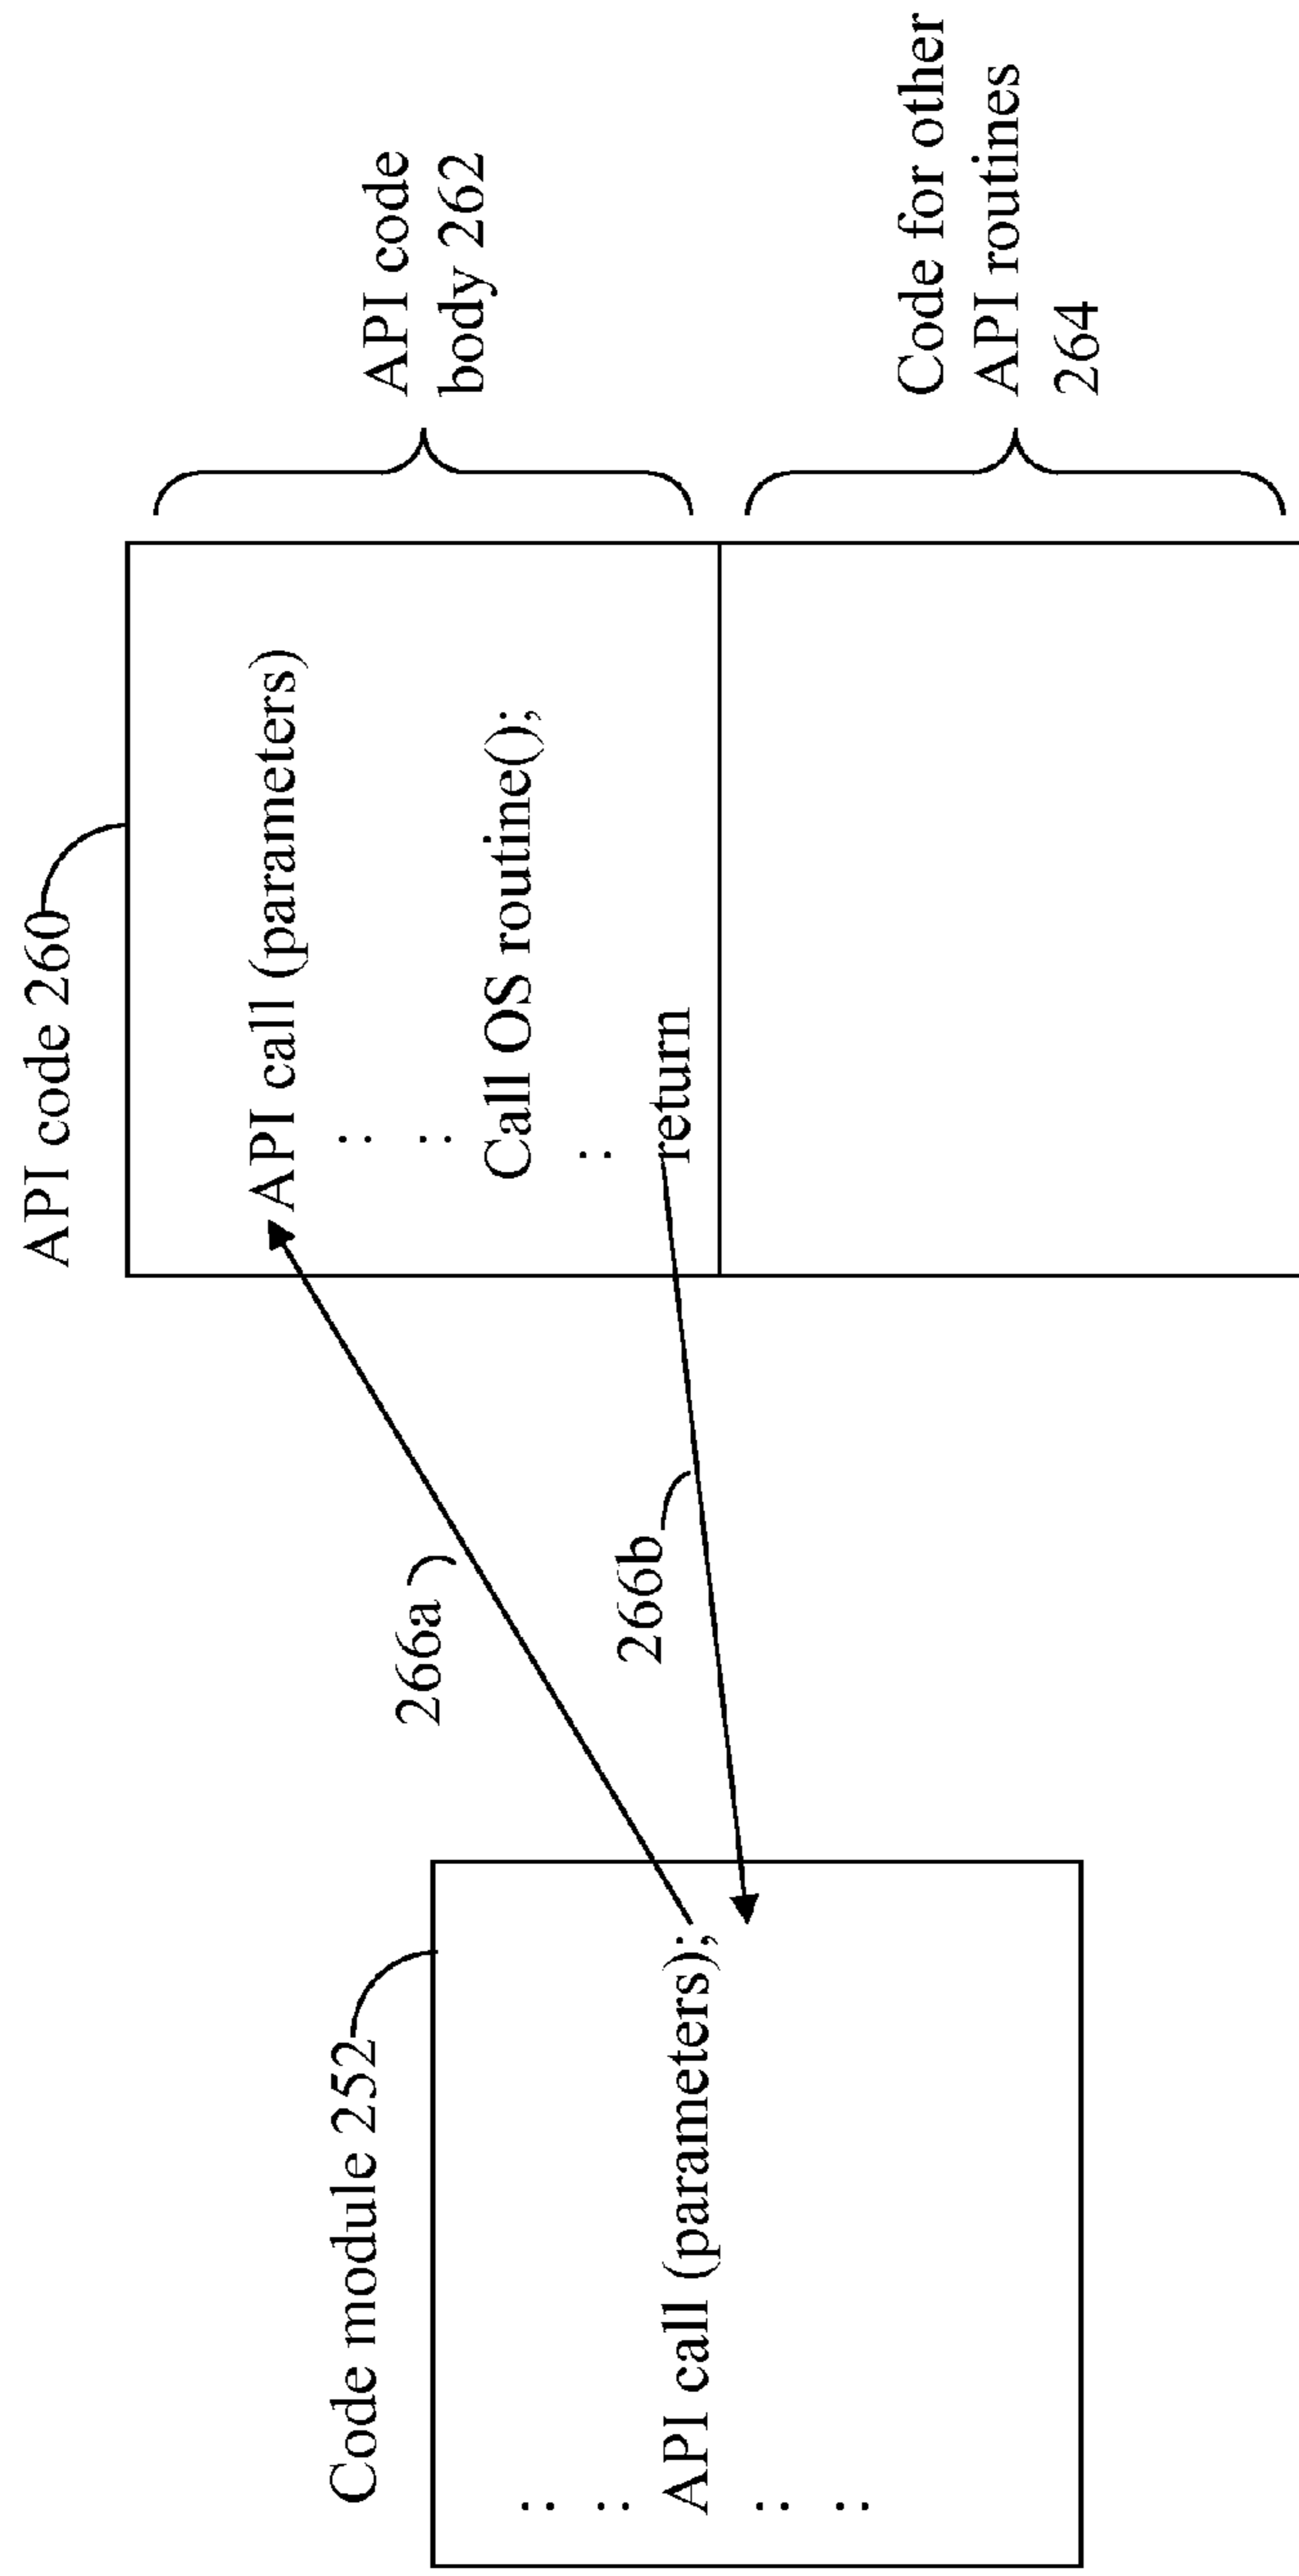 Code module 252
: :
API call (parameters);
: :
266a
266b
API code 260
API call (parameters)
: :
Call OS routine();
:
return
API code
body 262
Code for other
API routines
264